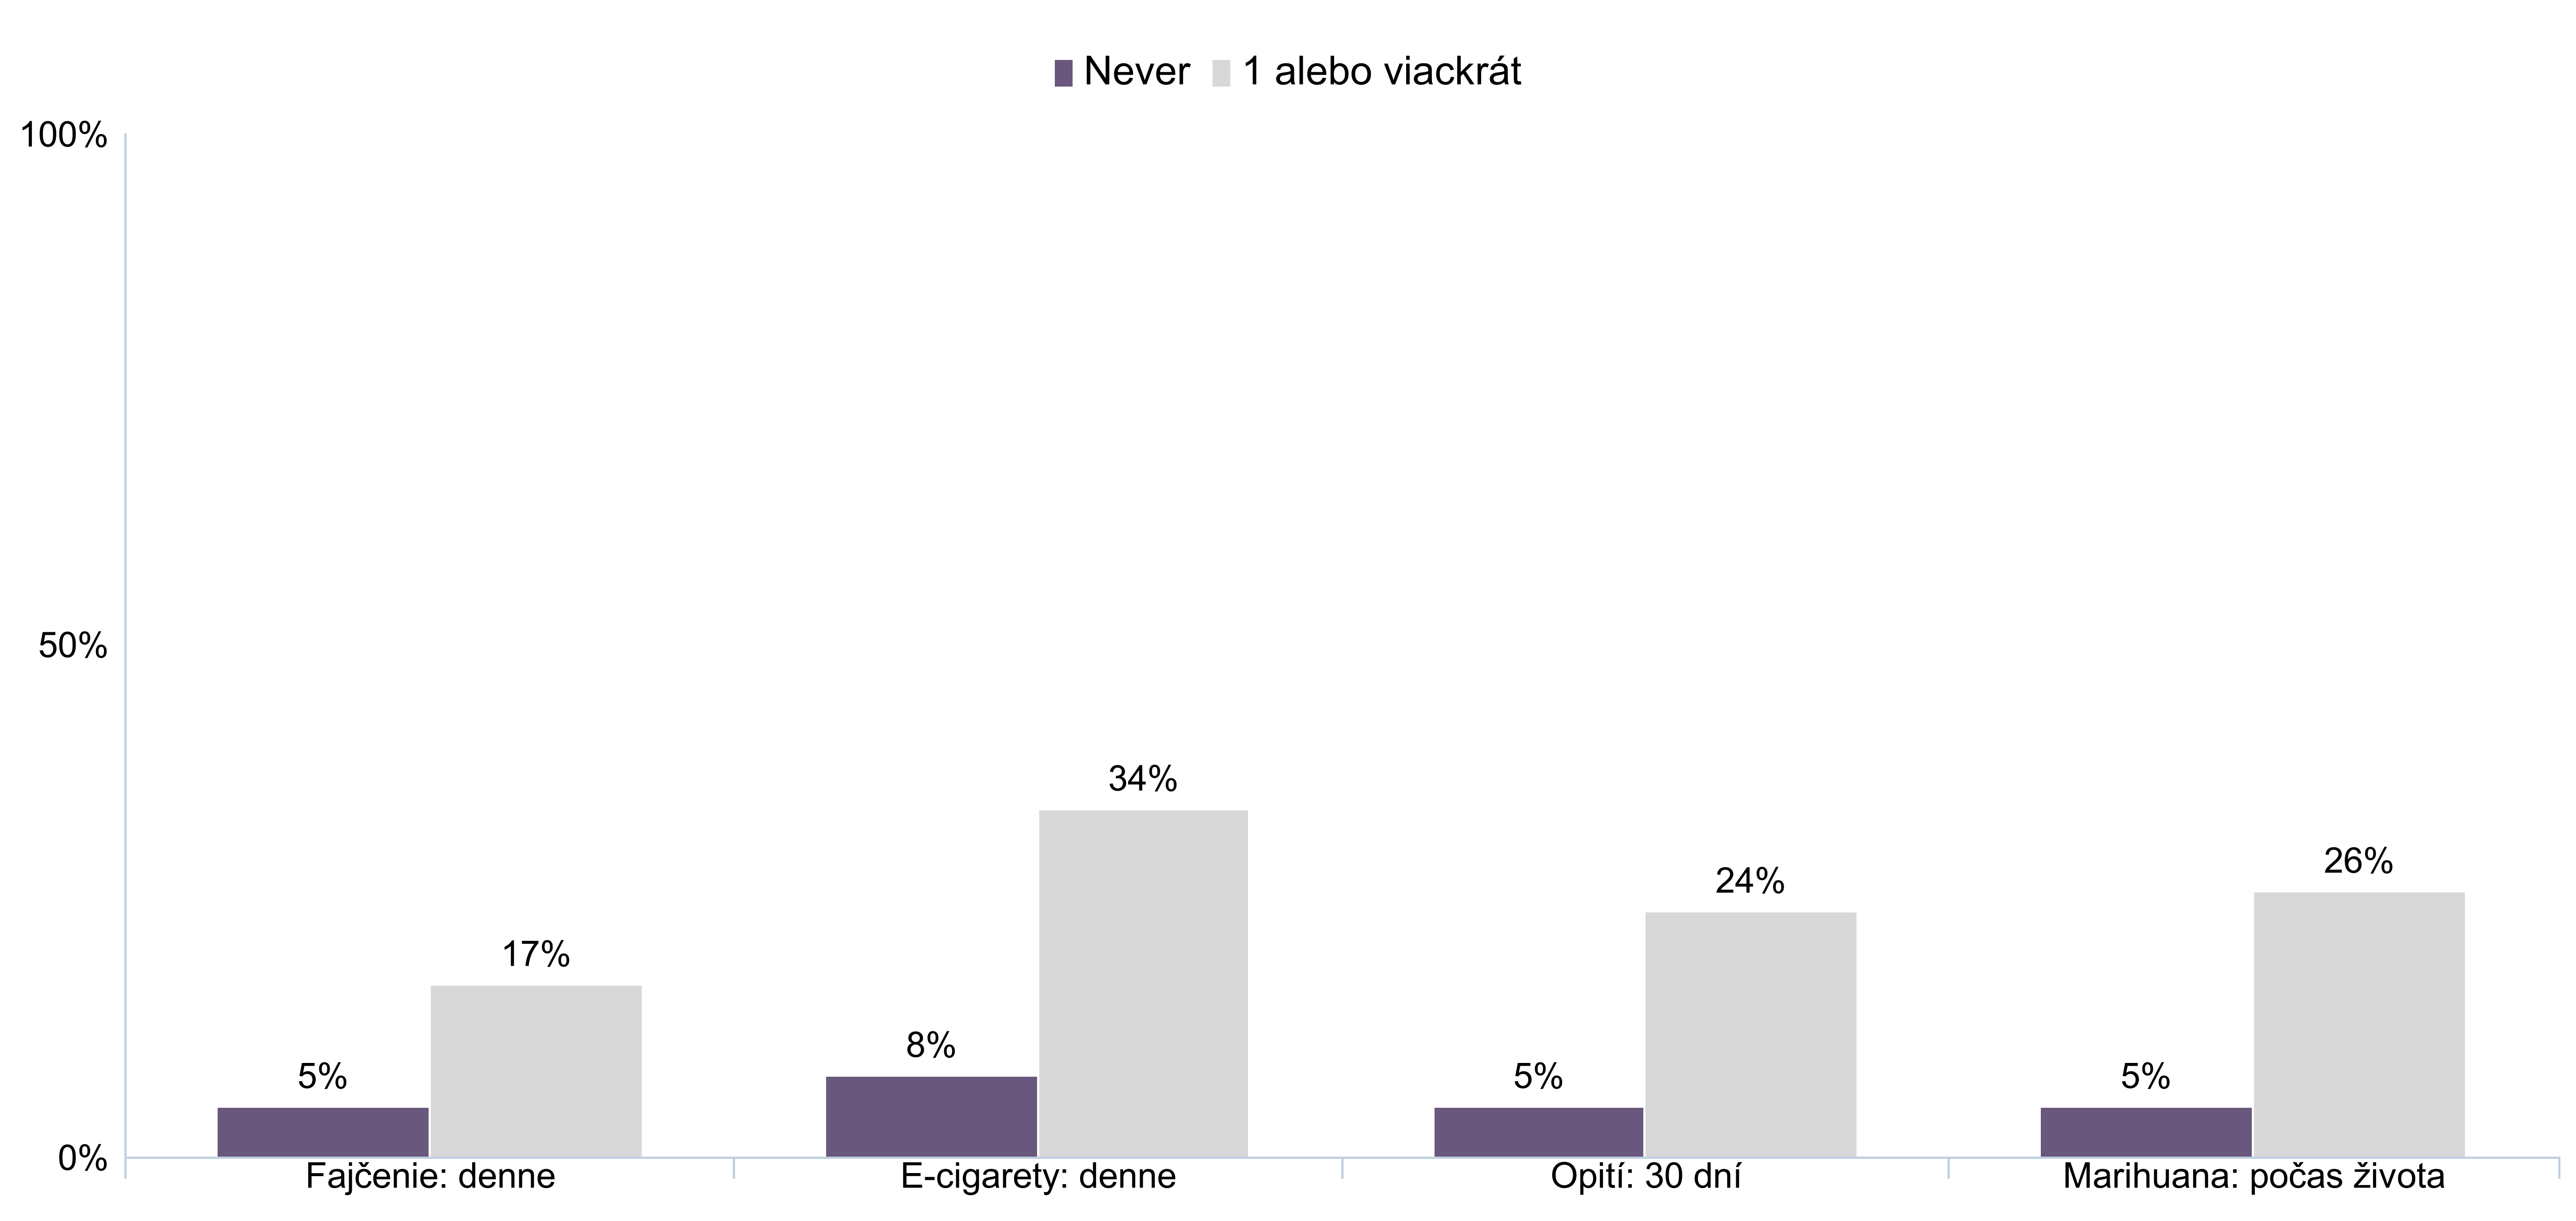 Never 1 alebo viackrát
100%
50%
0%
5%
17%
8%
34%
5%
24%
5%
26%
Fajčenie: denne
E-cigarety: denne
Opití: 30 dní
Marihuana: počas života